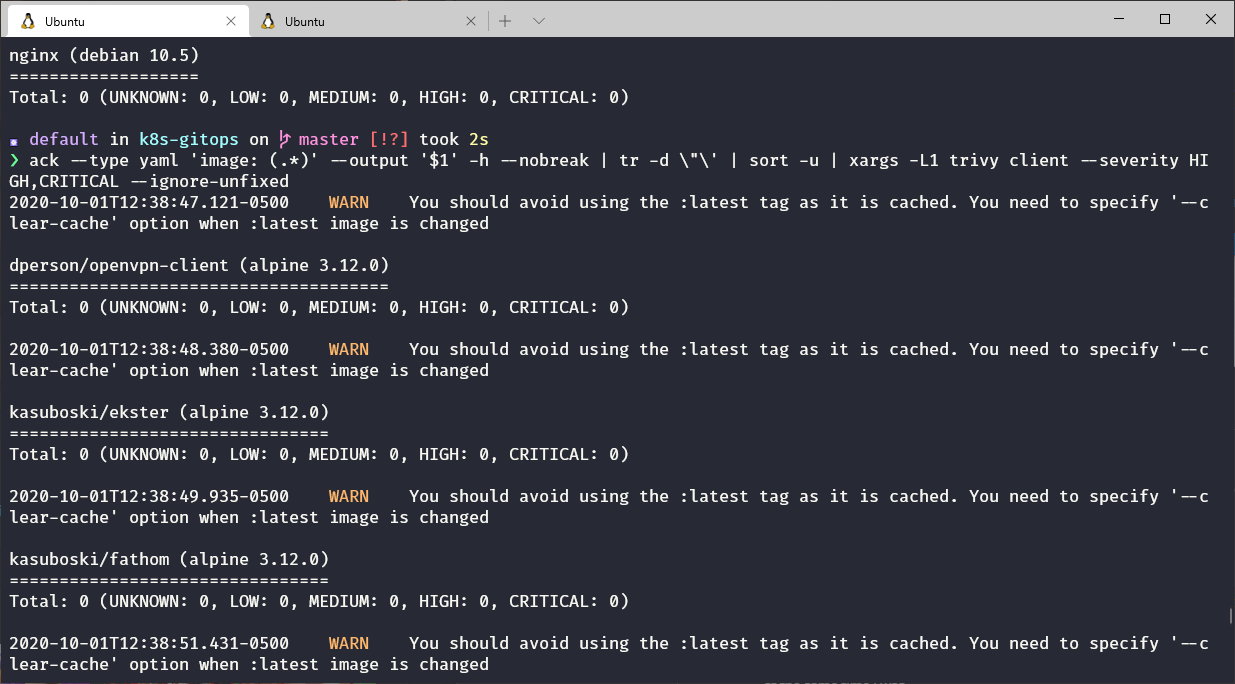 Ubuntu
Ubuntu
nginx (debian 10.5)
===================
Total: 0 (UNKNOWN: 0, LOW: 0, MEDIUM: 0, HIGH: 0, CRITICAL: 0)
default in k8s-gitops on master [!?] took 2s
❯ ack --type yaml 'image: (.*)' --output '$1' -h --nobreak | tr -d \"\' | sort -u | xargs -L1 trivy client --severity HI
GH,CRITICAL --ignore-unfixed
2020-10-01T12:38:47.121-0500    WARN    You should avoid using the :latest tag as it is cached. You need to specify '--c
lear-cache' option when :latest image is changed
dperson/openvpn-client (alpine 3.12.0)
======================================
Total: 0 (UNKNOWN: 0, LOW: 0, MEDIUM: 0, HIGH: 0, CRITICAL: 0)
2020-10-01T12:38:48.380-0500    WARN    You should avoid using the :latest tag as it is cached. You need to specify '--c
lear-cache' option when :latest image is changed
kasuboski/ekster (alpine 3.12.0)
================================
Total: 0 (UNKNOWN: 0, LOW: 0, MEDIUM: 0, HIGH: 0, CRITICAL: 0)
2020-10-01T12:38:49.935-0500    WARN    You should avoid using the :latest tag as it is cached. You need to specify '--c
lear-cache' option when :latest image is changed
kasuboski/fathom (alpine 3.12.0)
================================
Total: 0 (UNKNOWN: 0, LOW: 0, MEDIUM: 0, HIGH: 0, CRITICAL: 0)
2020-10-01T12:38:51.431-0500    WARN    You should avoid using the :latest tag as it is cached. You need to specify '--c
lear-cache' option when :latest image is changed